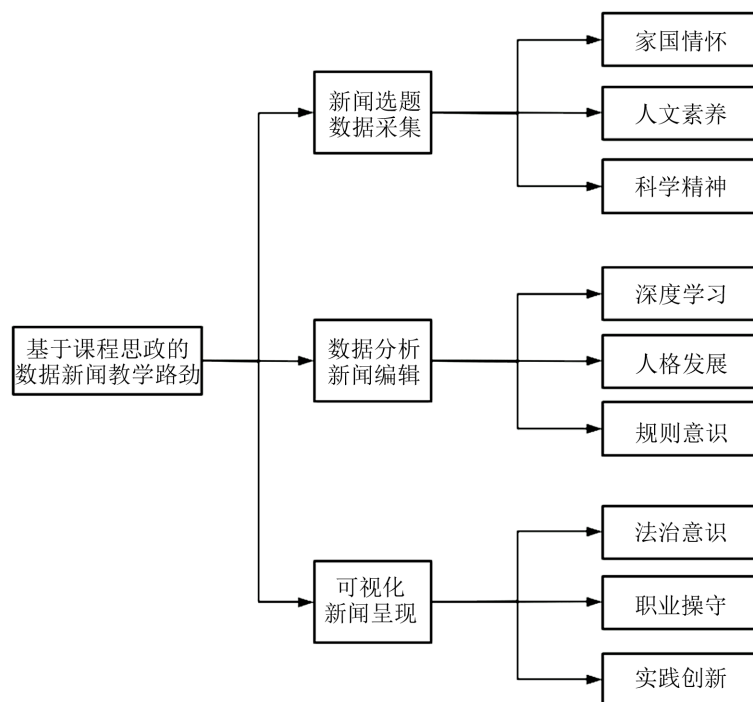 基于课程思政的
数据新闻教学路劲
新闻选题
数据采集
家国情怀
人文素养
科学精神
数据分析
新闻编辑
深度学习
人格发展
规则意识
可视化
新闻呈现
法治意识
职业操守
实践创新